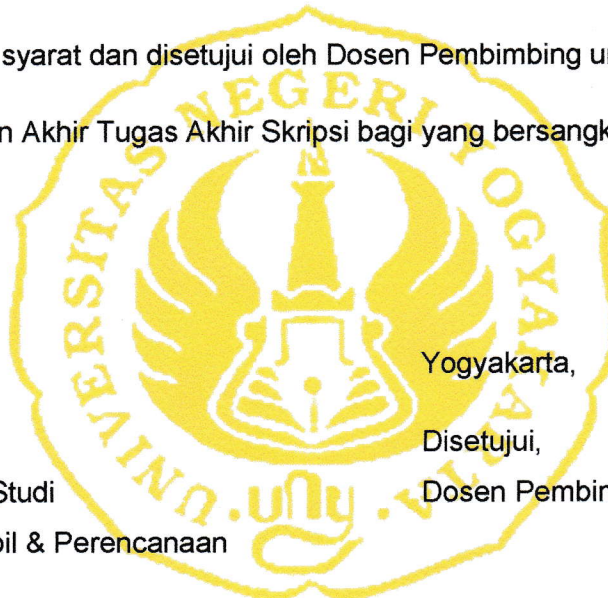 syarat dan disetujui oleh Dosen Pembimbing u
n Akhir Tugas Akhir Skripsi bagi yang bersangk
UNIVERSITAS NEGERI YOGYAKARTA
uny
Yogyakarta,
Disetujui,
Studi
Dosen Pembin
il & Perencanaan